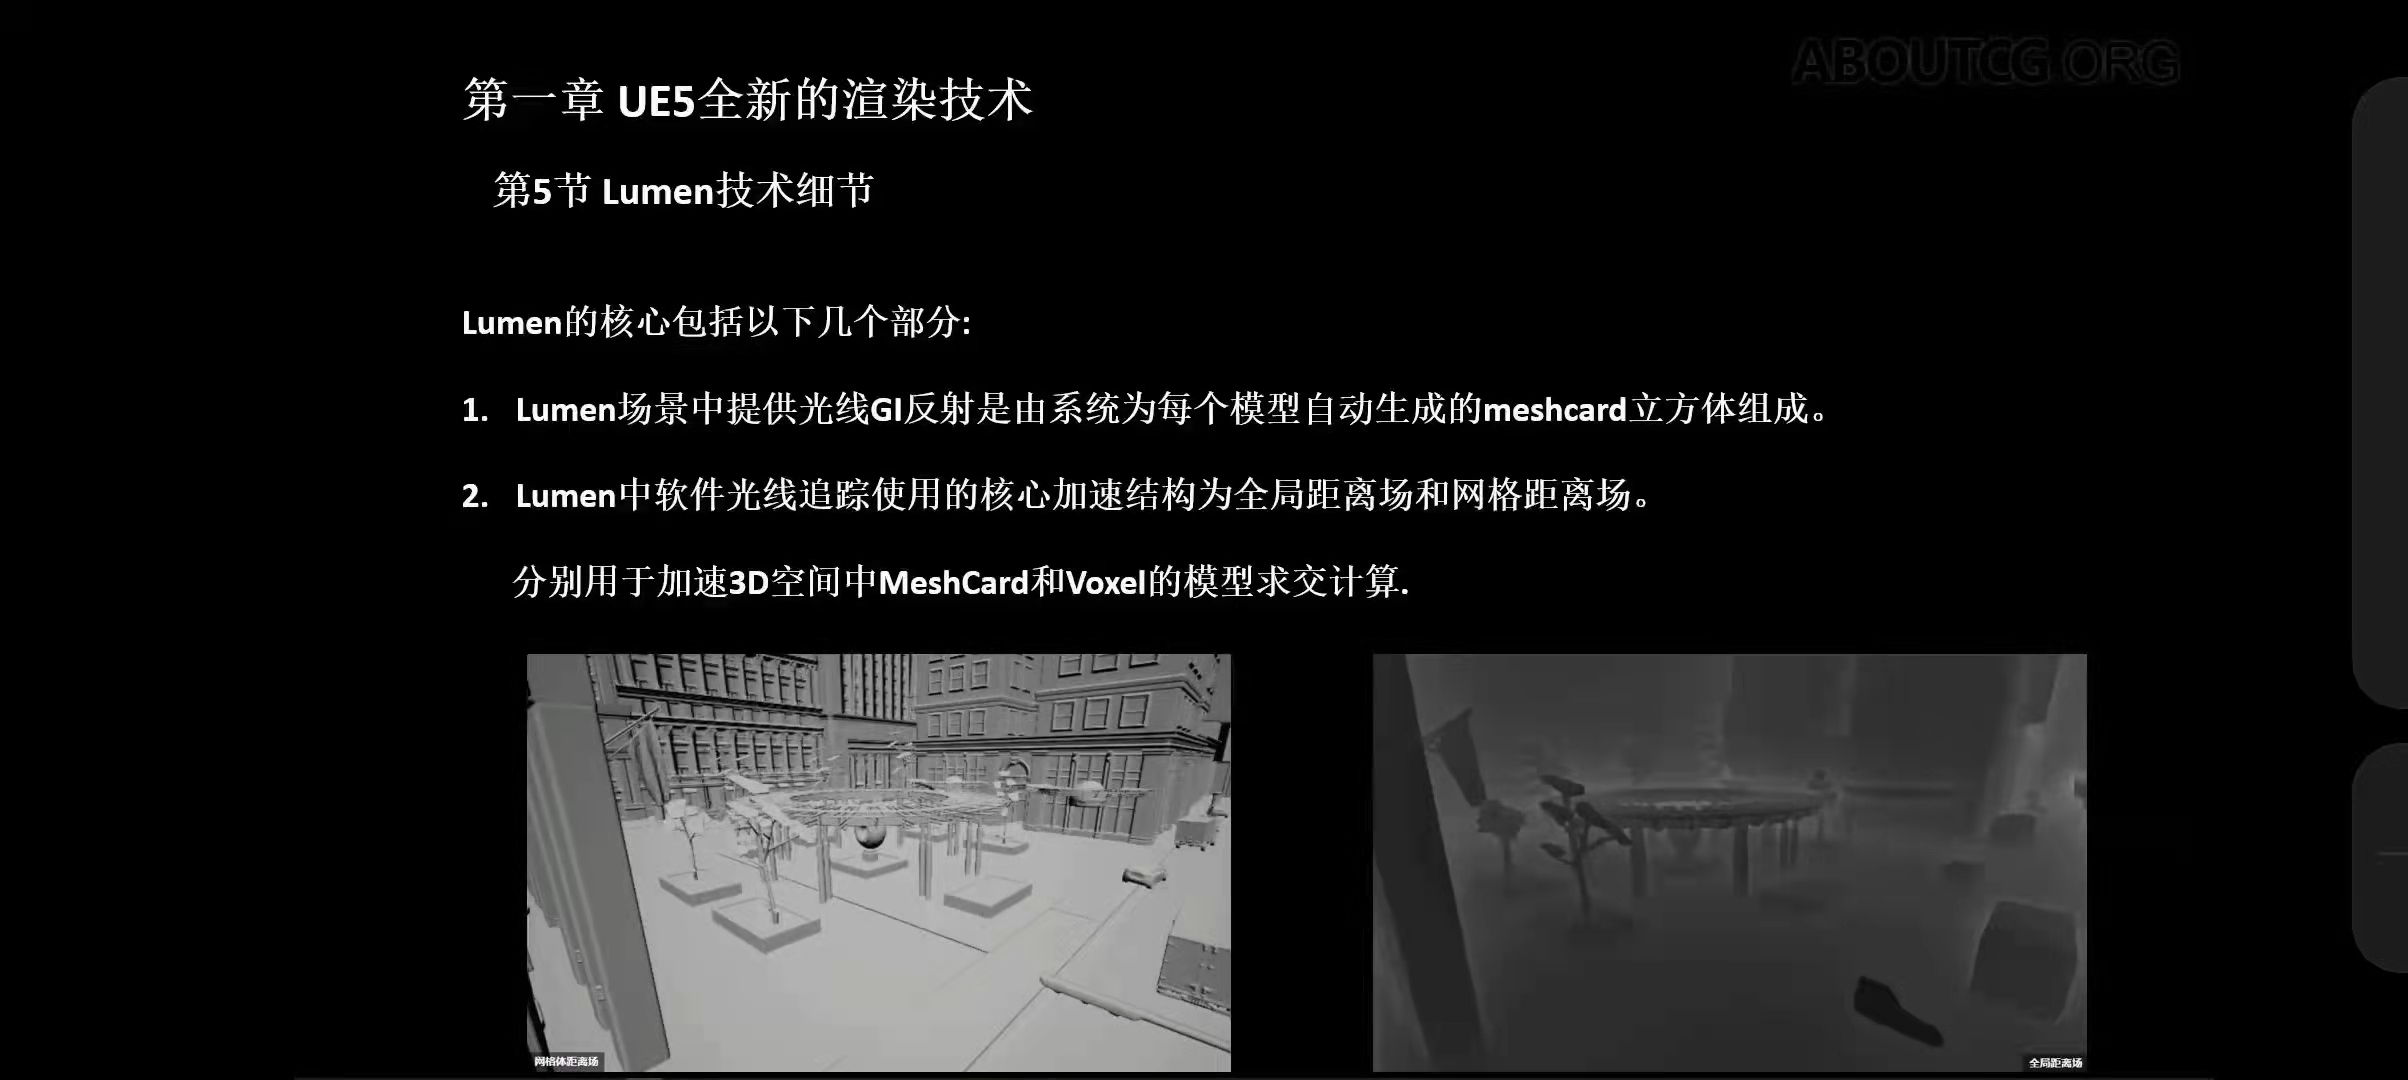 ABOUTCG.ORG
第一章 UE5全新的渲染技术
第5节 Lumen技术细节
Lumen的核心包括以下几个部分:
1. Lumen场景中提供光线GI反射是由系统为每个模型自动生成的meshcard立方体组成。
2. Lumen中软件光线追踪使用的核心加速结构为全局距离场和网格距离场。
分别用于加速3D空间中MeshCard和Voxel的模型求交计算.
网格体距离场
全局距离场